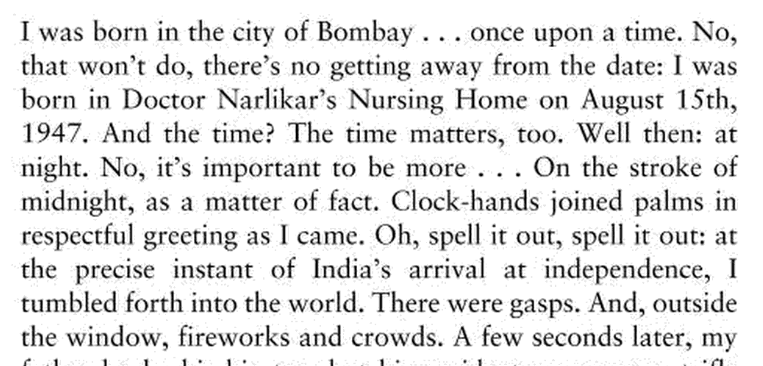 I was born in the city of Bombay . . . once upon a time. No,
that won't do, there's no getting away from the date: I was
born in Doctor Narlikar's Nursing Home on August 15th,
1947. And the time? The time matters, too. Well then: at
night. No, it's important to be more . . . On the stroke of
midnight, as a matter of fact. Clock-hands joined palms in
respectful greeting as I came. Oh, spell it out, spell it out: at
the precise instant of India's arrival at independence, I
tumbled forth into the world. There were gasps. And, outside
the window, fireworks and crowds. A few seconds later, my